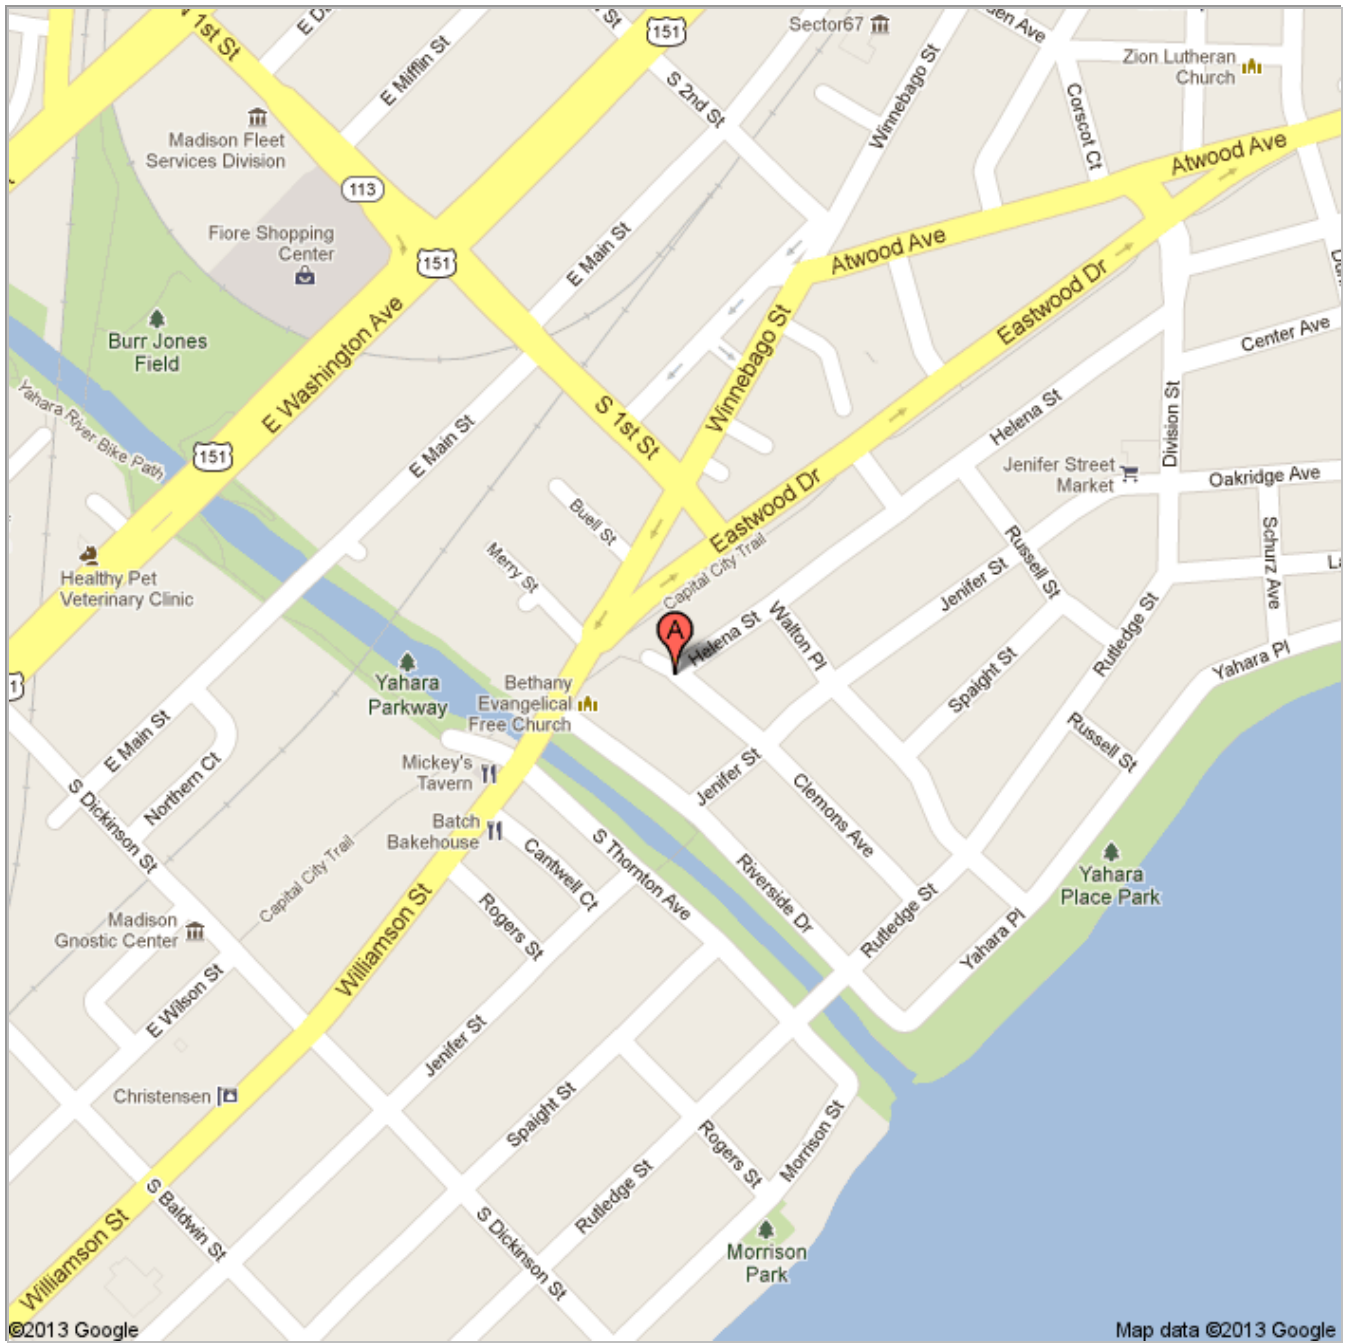 N 1st St
E Mifflin St
151
S 2nd St
Sector67
Winnebago St
Zion Lutheran
Church
Corscot Ct
Atwood Ave
Madison Fleet
Services Division
113
Fiore Shopping
Center
151
E Main St
Atwood Ave
Eastwood Dr
Burr Jones
Field
E Washington Ave
Winnebago St
Center Ave
Yahara River Bike Path
151
E Main St
S 1st St
Helena St
Division St
Jenifer Street
Market
Oakridge Ave
Buell St
Eastwood Dr
Capital City Trail
Merry St
Russell St
Schurz Ave
Jenifer St
Healthy Pet
Veterinary Clinic
A
Helena St
Walton Pl
Rutledge St
Spaight St
Yahara Pl
Yahara
Parkway
Bethany
Evangelical
Free Church
E Main St
Northern Ct
S Dickinson St
Mickey's
Tavern
Batch
Bakehouse
Jenifer St
Clemons Ave
Russell St
Capital City Trail
Cantwell Ct
S Thornton Ave
Riverside Dr
Yahara
Place Park
Madison
Gnostic Center
Williamson St
Rogers St
Rutledge St
Yahara Pl
E Wilson St
Jenifer St
Christensen
Spaight St
Rogers St
Morrison St
S Baldwin St
Rutledge St
S Dickinson St
Morrison
Park
Williamson St
©2013 Google
Map data ©2013 Google